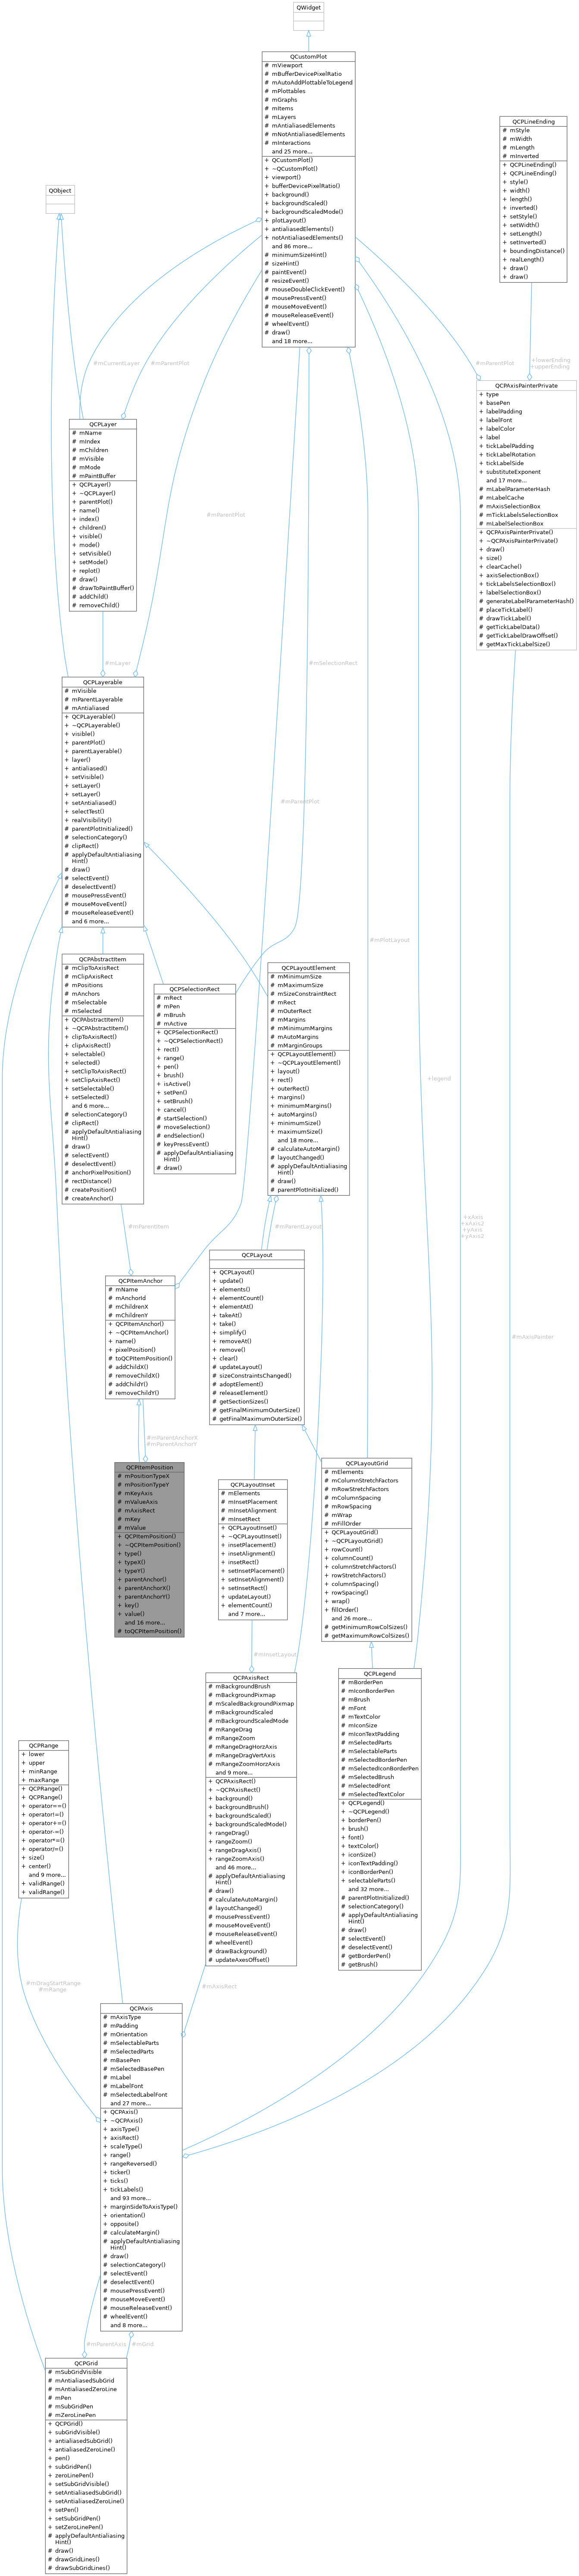 QWidget
QCustomPlot
# mViewport
# mBufferDevicePixelRatio
# mAutoAddPlottableToLegend
# mPlottables
# mGraphs
# mItems
# mLayers
# mAntialiasedElements
# mNotAntialiasedElements
# mInteractions
and 25 more...
+ QCustomPlot()
+ ~QCustomPlot()
+ viewport()
+ bufferDevicePixelRatio()
+ background()
+ backgroundScaled()
+ backgroundScaledMode()
+ plotLayout()
+ antialiasedElements()
+ notAntialiasedElements()
and 86 more...
# minimumSizeHint()
# sizeHint()
# paintEvent()
# resizeEvent()
# mouseDoubleClickEvent()
# mousePressEvent()
# mouseMoveEvent()
# mouseReleaseEvent()
# wheelEvent()
# draw()
and 18 more...
QCPLineEnding
# mStyle
# mWidth
# mLength
# mInverted
+ QCPLineEnding()
+ QCPLineEnding()
+ style()
+ width()
+ length()
+ inverted()
+ setStyle()
+ setWidth()
+ setLength()
+ setInverted()
+ boundingDistance()
+ realLength()
+ draw()
+ draw()
QObject
#mCurrentLayer
#mParentPlot
#mParentPlot
+lowerEnding
+upperEnding
QCPAxisPainterPrivate
+ type
+ basePen
+ labelPadding
+ labelFont
+ labelColor
+ label
+ tickLabelPadding
+ tickLabelRotation
+ tickLabelSide
+ substituteExponent
and 17 more...
# mLabelParameterHash
# mLabelCache
# mAxisSelectionBox
# mTickLabelsSelectionBox
# mLabelSelectionBox
+ QCPAxisPainterPrivate()
+ ~QCPAxisPainterPrivate()
+ draw()
+ size()
+ clearCache()
+ axisSelectionBox()
+ tickLabelsSelectionBox()
+ labelSelectionBox()
# generateLabelParameterHash()
# placeTickLabel()
# drawTickLabel()
# getTickLabelData()
# getTickLabelDrawOffset()
# getMaxTickLabelSize()
QCPLayer
# mName
# mIndex
# mChildren
# mVisible
# mMode
# mPaintBuffer
+ QCPLayer()
+ ~QCPLayer()
+ parentPlot()
+ name()
+ index()
+ children()
+ visible()
+ mode()
+ setVisible()
+ setMode()
+ replot()
# draw()
# drawToPaintBuffer()
# addChild()
# removeChild()
#mParentPlot
#mLayer
#mSelectionRect
QCPLayerable
# mVisible
# mParentLayerable
# mAntialiased
+ QCPLayerable()
+ ~QCPLayerable()
+ visible()
+ parentPlot()
+ parentLayerable()
+ layer()
+ antialiased()
+ setVisible()
+ setLayer()
+ setLayer()
+ setAntialiased()
+ selectTest()
+ realVisibility()
# parentPlotInitialized()
# selectionCategory()
# clipRect()
# applyDefaultAntialiasing
Hint()
# draw()
# selectEvent()
# deselectEvent()
# mousePressEvent()
# mouseMoveEvent()
# mouseReleaseEvent()
and 6 more...
#mParentPlot
#mPlotLayout
QCPAbstractItem
# mClipToAxisRect
# mClipAxisRect
# mPositions
# mAnchors
# mSelectable
# mSelected
+ QCPAbstractItem()
+ ~QCPAbstractItem()
+ clipToAxisRect()
+ clipAxisRect()
+ selectable()
+ selected()
+ setClipToAxisRect()
+ setClipAxisRect()
+ setSelectable()
+ setSelected()
and 6 more...
# selectionCategory()
# clipRect()
# applyDefaultAntialiasing
Hint()
# draw()
# selectEvent()
# deselectEvent()
# anchorPixelPosition()
# rectDistance()
# createPosition()
# createAnchor()
QCPSelectionRect
# mRect
# mPen
# mBrush
# mActive
+ QCPSelectionRect()
+ ~QCPSelectionRect()
+ rect()
+ range()
+ pen()
+ brush()
+ isActive()
+ setPen()
+ setBrush()
+ cancel()
# startSelection()
# moveSelection()
# endSelection()
# keyPressEvent()
# applyDefaultAntialiasing
Hint()
# draw()
QCPLayoutElement
# mMinimumSize
# mMaximumSize
# mSizeConstraintRect
# mRect
# mOuterRect
# mMargins
# mMinimumMargins
# mAutoMargins
# mMarginGroups
+ QCPLayoutElement()
+ ~QCPLayoutElement()
+ layout()
+ rect()
+ outerRect()
+ margins()
+ minimumMargins()
+ autoMargins()
+ minimumSize()
+ maximumSize()
and 18 more...
# calculateAutoMargin()
# layoutChanged()
# applyDefaultAntialiasing
Hint()
# draw()
# parentPlotInitialized()
+legend
+xAxis
+xAxis2
+yAxis
+yAxis2
#mParentItem
#mParentLayout
#mAxisPainter
QCPItemAnchor
# mName
# mAnchorId
# mChildrenX
# mChildrenY
+ QCPItemAnchor()
+ ~QCPItemAnchor()
+ name()
+ pixelPosition()
# toQCPItemPosition()
# addChildX()
# removeChildX()
# addChildY()
# removeChildY()
QCPLayout
+ QCPLayout()
+ update()
+ elements()
+ elementCount()
+ elementAt()
+ takeAt()
+ take()
+ simplify()
+ removeAt()
+ remove()
+ clear()
# updateLayout()
# sizeConstraintsChanged()
# adoptElement()
# releaseElement()
# getSectionSizes()
# getFinalMinimumOuterSize()
# getFinalMaximumOuterSize()
#mParentAnchorX
#mParentAnchorY
QCPItemPosition
# mPositionTypeX
# mPositionTypeY
# mKeyAxis
# mValueAxis
# mAxisRect
# mKey
# mValue
+ QCPItemPosition()
+ ~QCPItemPosition()
+ type()
+ typeX()
+ typeY()
+ parentAnchor()
+ parentAnchorX()
+ parentAnchorY()
+ key()
+ value()
and 16 more...
# toQCPItemPosition()
QCPLayoutInset
# mElements
# mInsetPlacement
# mInsetAlignment
# mInsetRect
+ QCPLayoutInset()
+ ~QCPLayoutInset()
+ insetPlacement()
+ insetAlignment()
+ insetRect()
+ setInsetPlacement()
+ setInsetAlignment()
+ setInsetRect()
+ updateLayout()
+ elementCount()
and 7 more...
QCPLayoutGrid
# mElements
# mColumnStretchFactors
# mRowStretchFactors
# mColumnSpacing
# mRowSpacing
# mWrap
# mFillOrder
+ QCPLayoutGrid()
+ ~QCPLayoutGrid()
+ rowCount()
+ columnCount()
+ columnStretchFactors()
+ rowStretchFactors()
+ columnSpacing()
+ rowSpacing()
+ wrap()
+ fillOrder()
and 26 more...
# getMinimumRowColSizes()
# getMaximumRowColSizes()
#mInsetLayout
QCPAxisRect
# mBackgroundBrush
# mBackgroundPixmap
# mScaledBackgroundPixmap
# mBackgroundScaled
# mBackgroundScaledMode
# mRangeDrag
# mRangeZoom
# mRangeDragHorzAxis
# mRangeDragVertAxis
# mRangeZoomHorzAxis
and 9 more...
+ QCPAxisRect()
+ ~QCPAxisRect()
+ background()
+ backgroundBrush()
+ backgroundScaled()
+ backgroundScaledMode()
+ rangeDrag()
+ rangeZoom()
+ rangeDragAxis()
+ rangeZoomAxis()
and 46 more...
# applyDefaultAntialiasing
Hint()
# draw()
# calculateAutoMargin()
# layoutChanged()
# mousePressEvent()
# mouseMoveEvent()
# mouseReleaseEvent()
# wheelEvent()
# drawBackground()
# updateAxesOffset()
QCPLegend
# mBorderPen
# mIconBorderPen
# mBrush
# mFont
# mTextColor
# mIconSize
# mIconTextPadding
# mSelectedParts
# mSelectableParts
# mSelectedBorderPen
# mSelectedIconBorderPen
# mSelectedBrush
# mSelectedFont
# mSelectedTextColor
+ QCPLegend()
+ ~QCPLegend()
+ borderPen()
+ brush()
+ font()
+ textColor()
+ iconSize()
+ iconTextPadding()
+ iconBorderPen()
+ selectableParts()
and 32 more...
# parentPlotInitialized()
# selectionCategory()
# applyDefaultAntialiasing
Hint()
# draw()
# selectEvent()
# deselectEvent()
# getBorderPen()
# getBrush()
QCPRange
+ lower
+ upper
+ minRange
+ maxRange
+ QCPRange()
+ QCPRange()
+ operator==()
+ operator!=()
+ operator+=()
+ operator-=()
+ operator*=()
+ operator/=()
+ size()
+ center()
and 9 more...
+ validRange()
+ validRange()
#mDragStartRange
#mRange
#mAxisRect
QCPAxis
# mAxisType
# mPadding
# mOrientation
# mSelectableParts
# mSelectedParts
# mBasePen
# mSelectedBasePen
# mLabel
# mLabelFont
# mSelectedLabelFont
and 27 more...
+ QCPAxis()
+ ~QCPAxis()
+ axisType()
+ axisRect()
+ scaleType()
+ range()
+ rangeReversed()
+ ticker()
+ ticks()
+ tickLabels()
and 93 more...
+ marginSideToAxisType()
+ orientation()
+ opposite()
# calculateMargin()
# applyDefaultAntialiasing
Hint()
# draw()
# selectionCategory()
# selectEvent()
# deselectEvent()
# mousePressEvent()
# mouseMoveEvent()
# mouseReleaseEvent()
# wheelEvent()
and 8 more...
#mParentAxis
#mGrid
QCPGrid
# mSubGridVisible
# mAntialiasedSubGrid
# mAntialiasedZeroLine
# mPen
# mSubGridPen
# mZeroLinePen
+ QCPGrid()
+ subGridVisible()
+ antialiasedSubGrid()
+ antialiasedZeroLine()
+ pen()
+ subGridPen()
+ zeroLinePen()
+ setSubGridVisible()
+ setAntialiasedSubGrid()
+ setAntialiasedZeroLine()
+ setPen()
+ setSubGridPen()
+ setZeroLinePen()
# applyDefaultAntialiasing
Hint()
# draw()
# drawGridLines()
# drawSubGridLines()